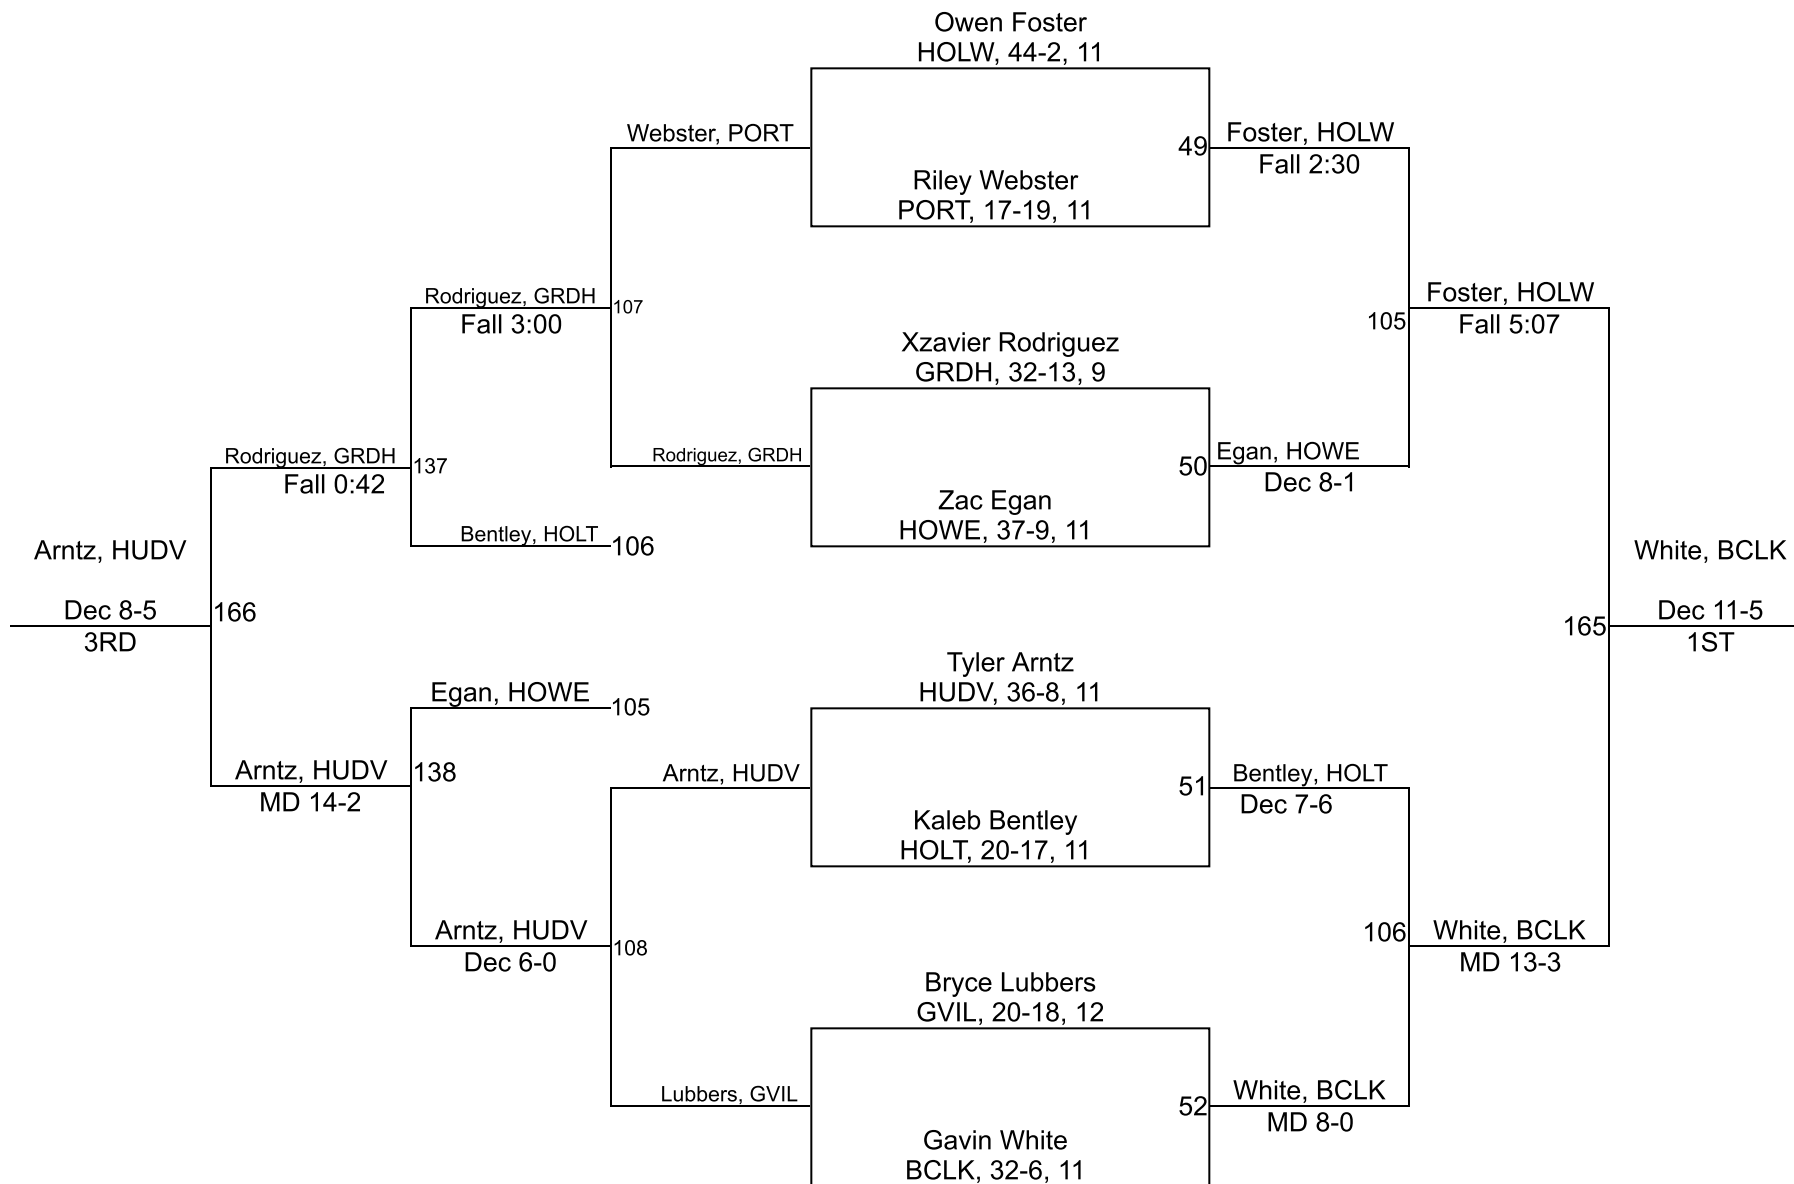 Owen Foster
HOLW, 44-2, 11
Webster, PORT
49
Foster, HOLW
Fall 2:30
Riley Webster
PORT, 17-19, 11
Rodriguez, GRDH
107
Fall 3:00
Foster, HOLW
105
Fall 5:07
Xzavier Rodriguez
GRDH, 32-13, 9
Rodriguez, GRDH
137
Fall 0:42
Rodriguez, GRDH
50
Egan, HOWE
Dec 8-1
Zac Egan
HOWE, 37-9, 11
Bentley, HOLT
106
Arntz, HUDV
White, BCLK
Dec 8-5
166
3RD
165
Dec 11-5
1ST
Tyler Arntz
HUDV, 36-8, 11
Egan, HOWE
105
Arntz, HUDV
138
MD 14-2
Arntz, HUDV
51
Bentley, HOLT
Dec 7-6
Kaleb Bentley
HOLT, 20-17, 11
Arntz, HUDV
108
Dec 6-0
106
White, BCLK
MD 13-3
Bryce Lubbers
GVIL, 20-18, 12
Lubbers, GVIL
52
White, BCLK
MD 8-0
Gavin White
BCLK, 32-6, 11